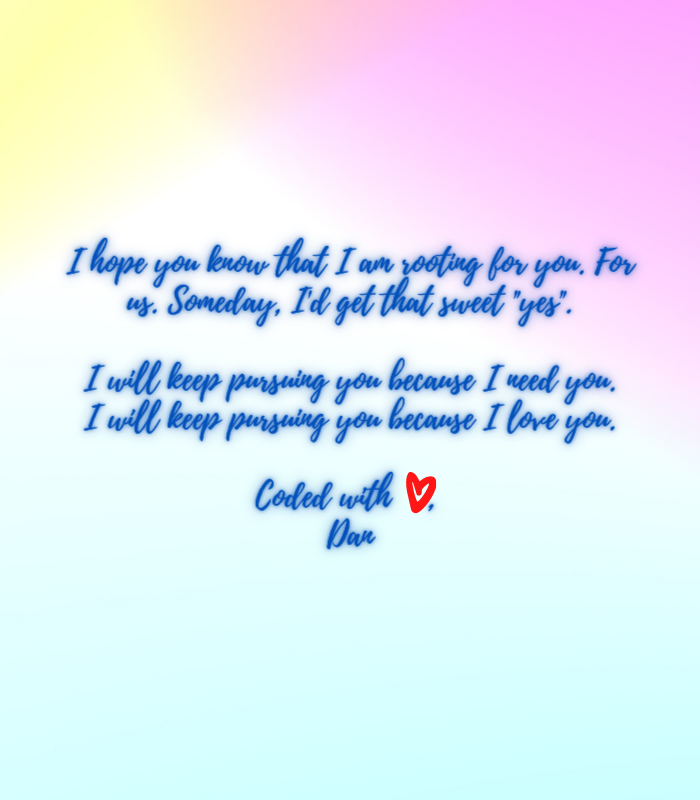 I hope you know that I am rooting for you. For
us. Someday, I'd get that sweet "yes".
I will keep pursuing you because I need you.
I will keep pursuing you because I love you.
Coded with ❤,
Dan